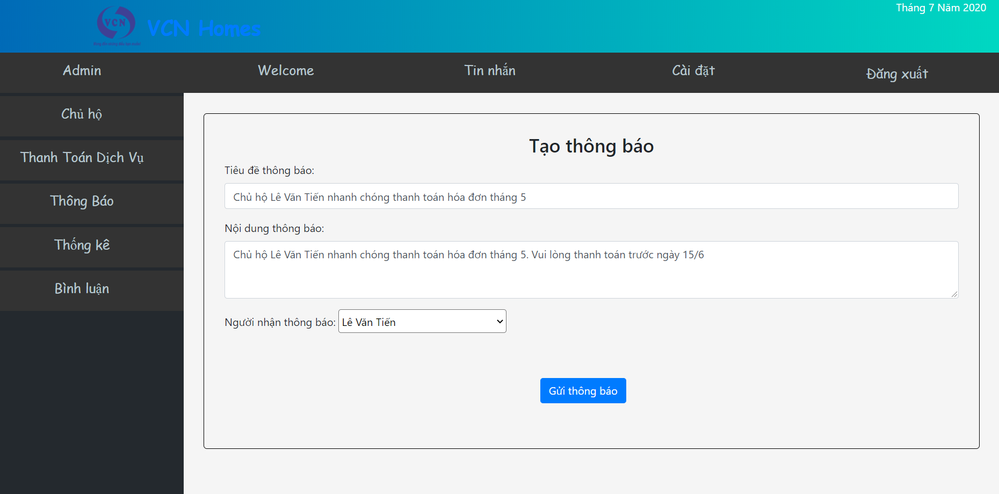 Tháng 7 Năm 2020
VCN
VCN Homes
Admin
Welcome
Tin nhắn
Cài đặt
Đăng xuất
Chủ hộ
Thanh Toán Dịch Vụ
Thông Báo
Thống kê
Bình luận
Tạo thông báo
Tiêu đề thông báo:
Chủ hộ Lê Văn Tiến nhanh chóng thanh toán hóa đơn tháng 5
Nội dung thông báo:
Chủ hộ Lê Văn Tiến nhanh chóng thanh toán hóa đơn tháng 5. Vui lòng thanh toán trước ngày 15/6
Người nhận thông báo: Lê Văn Tiến
Gửi thông báo